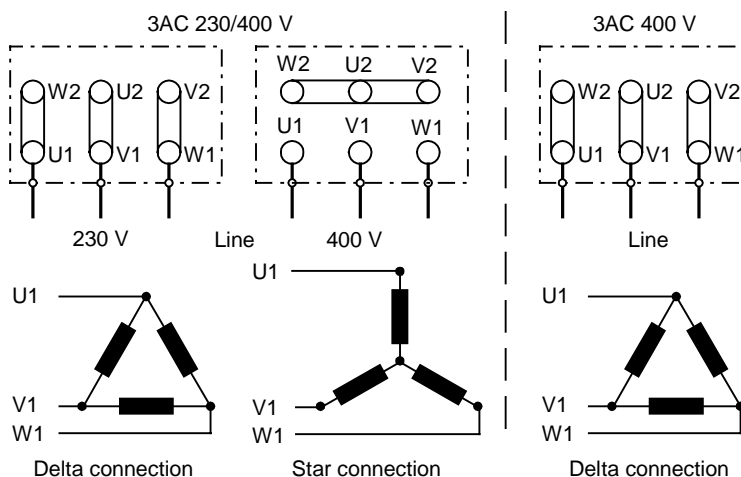 3AC 230/400 V
3AC 400 V
W2 U2 V2
U1 V1 W1
W2 U2 V2
U1 V1 W1
W2 U2 V2
U1 V1 W1
230 V Line 400 V
Line
U1
V1
W1
Delta connection
U1
V1
W1
Star connection
U1
V1
W1
Delta connection